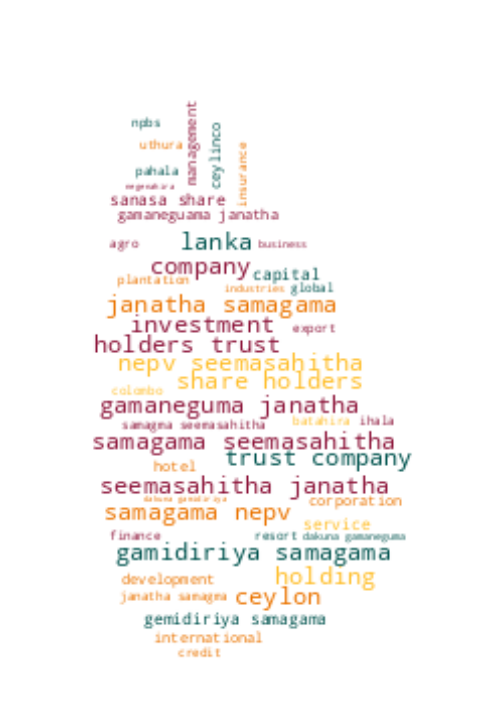 npbs
management
ceylinco
uthura
insurance
pahala
negenahira
sanasa share
gamaneguama janatha
agro
lanka
business
company
capital
plantation
industries
global
janatha samagama
investment
export
holders trust
nepv seemasahitha
share holders
colombo
gamaneguma janatha
samagma seemasahitha
batahira
ihala
samagama seemasahitha
trust company
hotel
seemasahitha janatha
dakuna gamidiriya
corporation
samagama nepv
service
finance
resort
dakuna gamaneguma
gamidiriya samagama
holding
development
janatha samagma
ceylon
gemidiriya samagama
international
credit